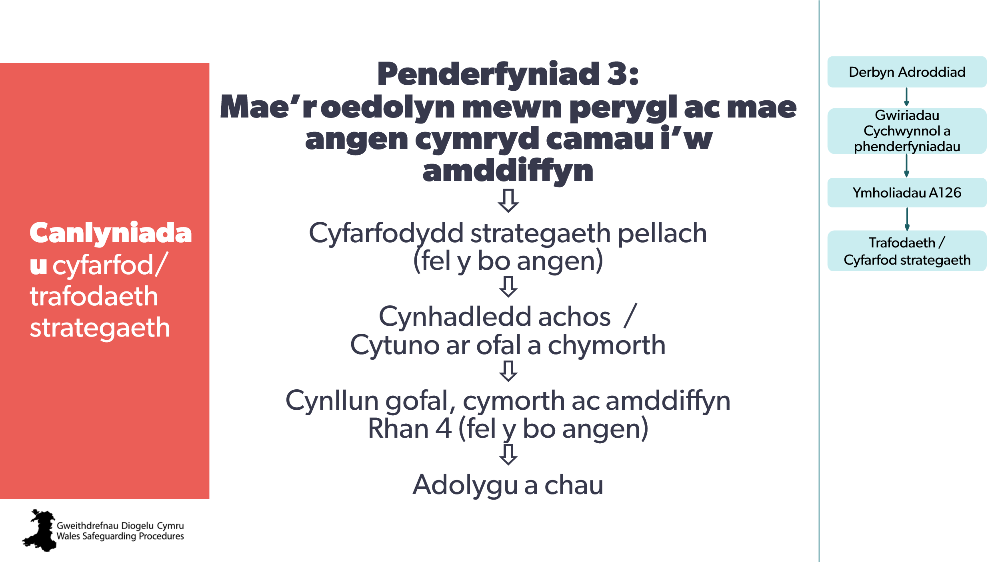 Canlyniada
u cyfarfod/
trafodaeth
strategaeth
Penderfyniad 3:
Mae’r oedolyn mewn perygl ac mae
angen cymryd camau i’w
amddiffyn
Cyfarfodydd strategaeth pellach
(fel y bo angen)
Cynhadledd achos /
Cytuno ar ofal a chymorth
Cynllun gofal, cymorth ac amddiffyn
Rhan 4 (fel y bo angen)
Adolygu a chau
Derbyn Adroddiad
Gwiriadau
Cychwynnol a
phenderfyniadau
Ymholiadau A126
Trafodaeth /
Cyfarfod strategaeth
Gweithdrefnau Diogelu Cymru
Wales Safeguarding Procedures